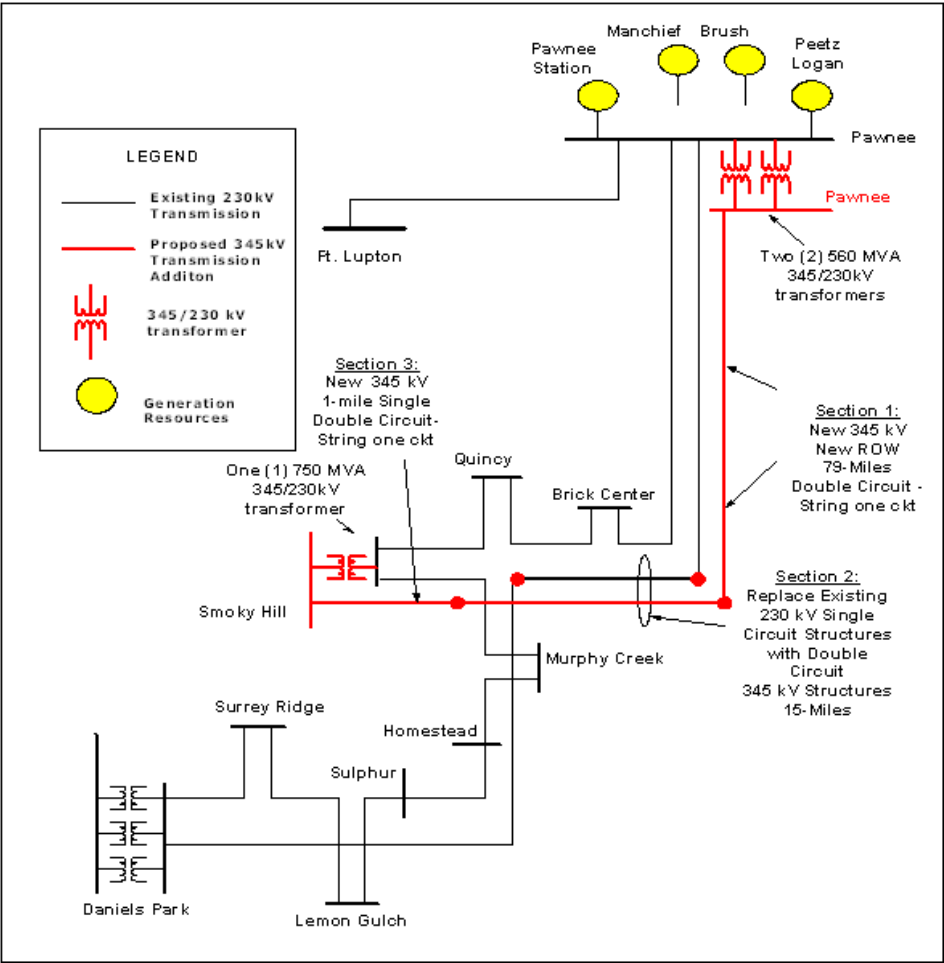 Manchief
Brush
Pawnee
Station
Peetz
Logan
Pawnee
LEGEND
Existing 230kV
Transmission
Proposed 345kV
Transmission
Additon
345/230 kV
transformer
Generation
Resources
Pawnee
Ft. Lupton
Two (2) 560 MVA
345/230kV
transformers
Section 3:
New 345 kV
1-mile Single
Double Circuit-
String one ckt
Section 1:
New 345 kV
New ROW
79-Miles
Double Circuit -
String one ckt
One (1) 750 MVA
345/230kV
transformer
Quincy
Brick Center
Smoky Hill
Section 2:
Replace Existing
230 kV Single
Circuit Structures
with Double
Circuit
345 kV Structures
15-Miles
Murphy Creek
Surrey Ridge
Homestead
Sulphur
Daniels Park
Lemon Gulch